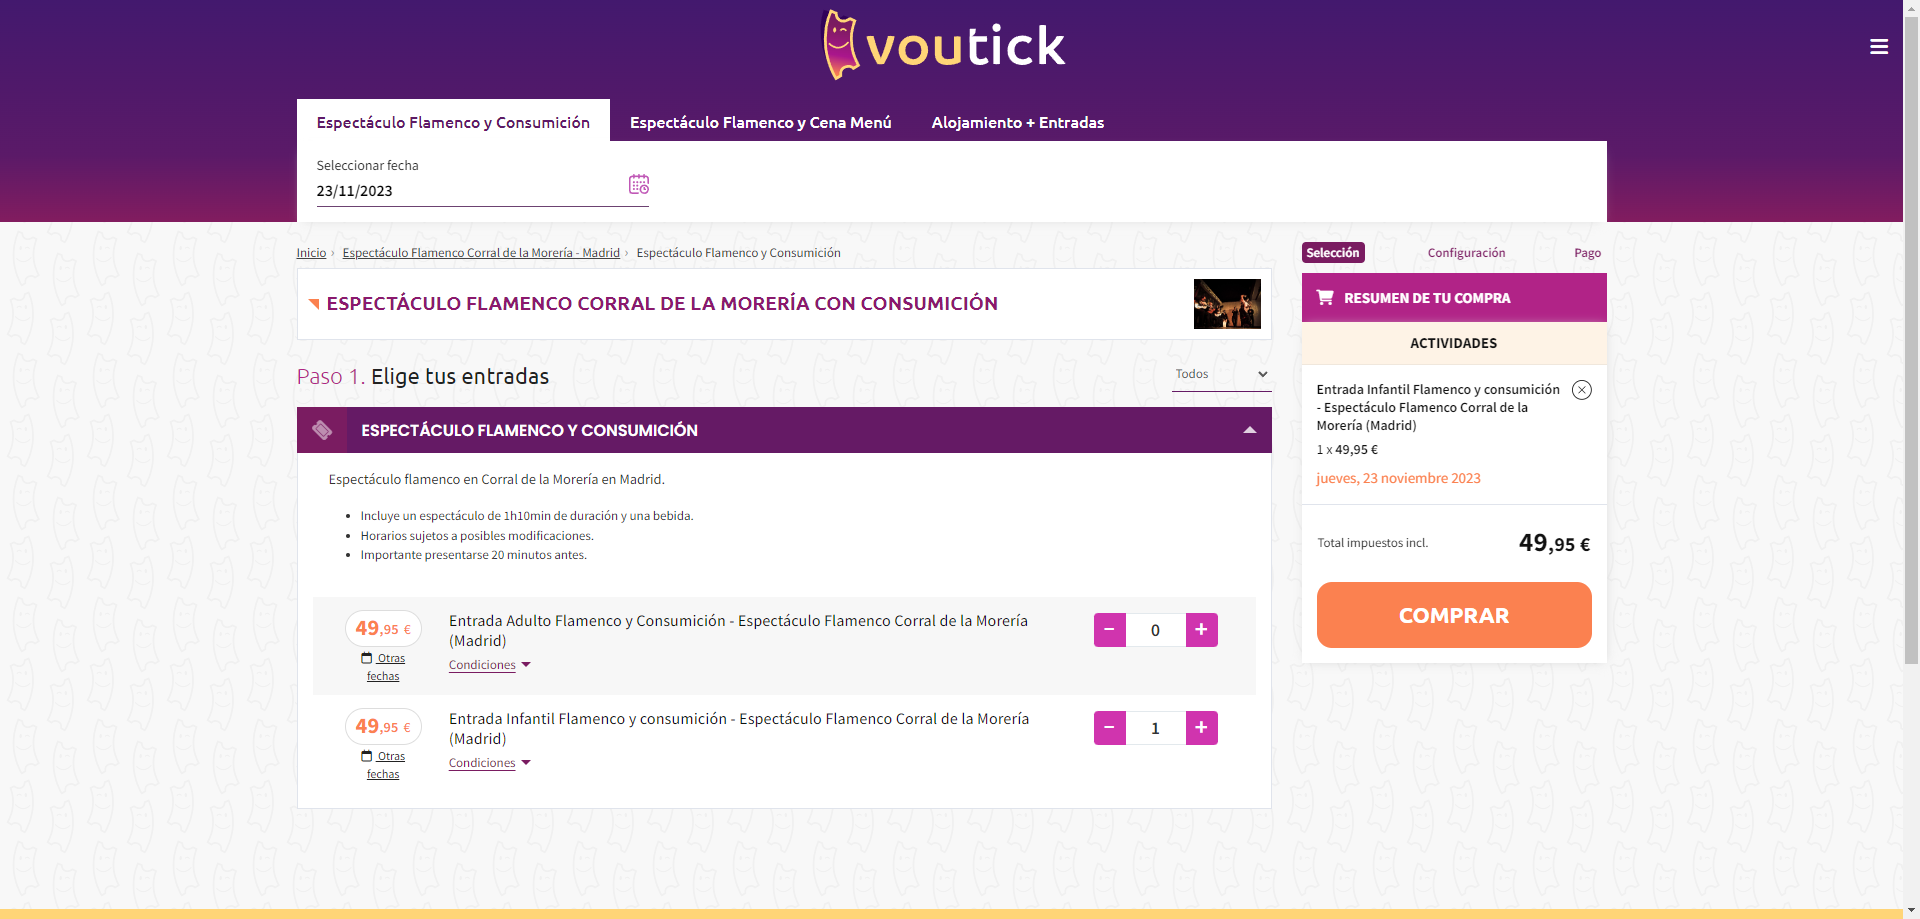 voutick
Espectáculo Flamenco y Consumición
Espectáculo Flamenco y Cena Menú
Alojamiento + Entradas
Seleccionar fecha
23/11/2023
Inicio › Espectáculo Flamenco Corral de la Morería - Madrid › Espectáculo Flamenco y Consumición
ESPECTÁCULO FLAMENCO CORRAL DE LA MORERÍA CON CONSUMICIÓN
Paso 1. Elige tus entradas
Todos
ESPECTÁCULO FLAMENCO Y CONSUMICIÓN
Espectáculo flamenco en Corral de la Morería en Madrid.
• Incluye un espectáculo de 1h10min de duración y una bebida.
• Horarios sujetos a posibles modificaciones.
• Importante presentarse 20 minutos antes.
49,95 €
Otras
fechas
Entrada Adulto Flamenco y Consumición - Espectáculo Flamenco Corral de la Morería
(Madrid)
Condiciones
− 0 +
49,95 €
Otras
fechas
Entrada Infantil Flamenco y consumición - Espectáculo Flamenco Corral de la Morería
(Madrid)
Condiciones
− 1 +
Selección
Configuración
Pago
RESUMEN DE TU COMPRA
ACTIVIDADES
Entrada Infantil Flamenco y consumición
- Espectáculo Flamenco Corral de la
Morería (Madrid)
1 x 49,95 €
jueves, 23 noviembre 2023
Total impuestos incl.
49,95 €
COMPRAR